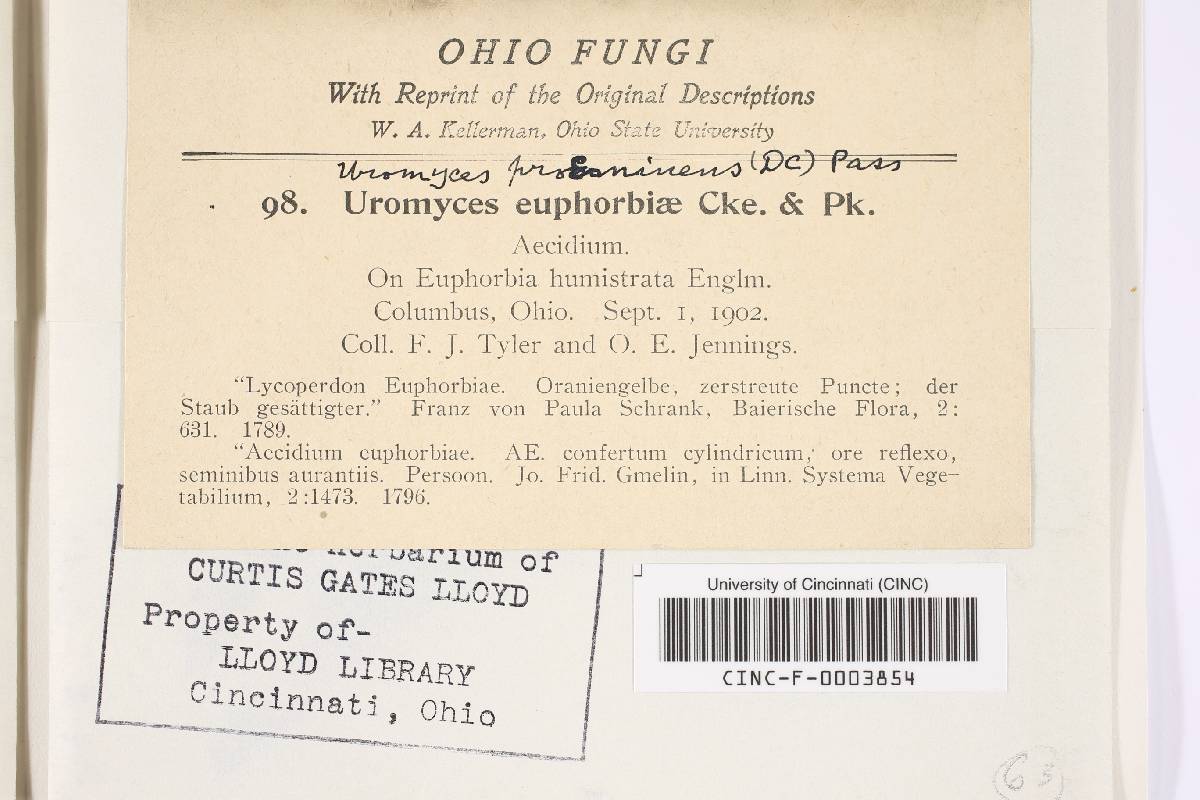 OHIO FUNGI
With Reprint of the Original Descriptions
W. A. Kellerman, Ohio State University
Uromyces proeminens (DC) Pass
98. Uromyces euphorbiæ Cke. & Pk.
Aecidium.
On Euphorbia humistrata Englm.
Columbus, Ohio. Sept. 1, 1902.
Coll. F. J. Tyler and O. E. Jennings.
"Lycoperdon Euphorbiae. Oraniengelbe, zerstreute Puncte; der
Staub gesättigter." Franz von Paula Schrank, Baierische Flora, 2:
631. 1789.
"Aecidium euphorbiae. AE. confertum cylindricum, ore reflexo,
seminibus aurantiis. Persoon. Jo. Frid. Gmelin, in Linn. Systema Vege-
tabilium, 2:1473. 1796.
Herbarium of
CURTIS GATES LLOYD
Property of-
LLOYD LIBRARY
Cincinnati, Ohio
University of Cincinnati (CINC)
CINC-F-0003854
63